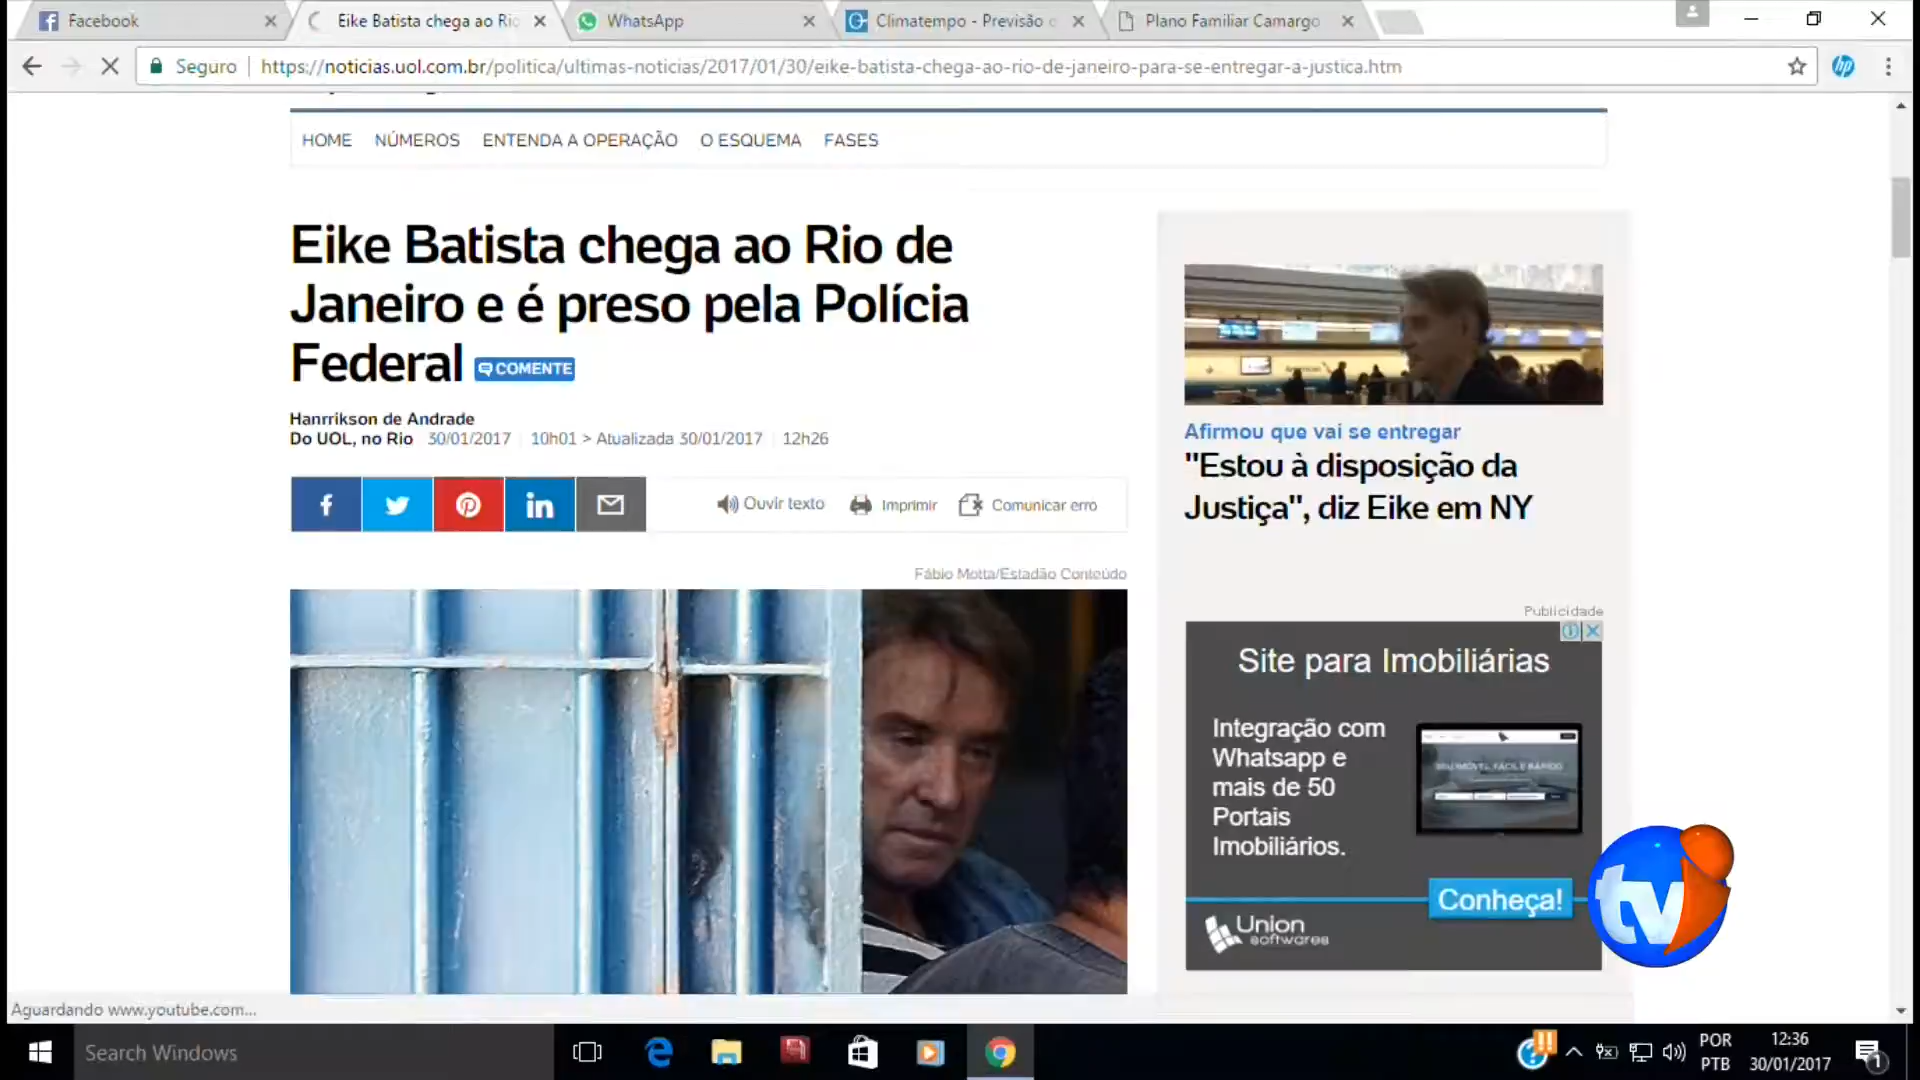 Facebook
Eike Batista chega ao Rio
WhatsApp
Climatempo - Previsão
Plano Familiar Camargo
Seguro
https://noticias.uol.com.br/politica/ultimas-noticias/2017/01/30/eike-batista-chega-ao-rio-de-janeiro-para-se-entregar-a-justica.htm
hp
HOME NÚMEROS ENTENDA A OPERAÇÃO O ESQUEMA FASES
Eike Batista chega ao Rio de
Janeiro e é preso pela Polícia
Federal COMENTE
Hanrrikson de Andrade
Do UOL, no Rio 30/01/2017 10h01 > Atualizada 30/01/2017 12h26
Ouvir texto Imprimir Comunicar erro
Fábio Motta/Estadão Conteúdo
Afirmou que vai se entregar
"Estou à disposição da
Justiça", diz Eike em NY
Publicidade
Site para Imobiliárias
Integração com
Whatsapp e
mais de 50
Portais
Imobiliários.
Conheça!
Union
softwares
tvi
Aguardando www.youtube.com...
Search Windows
POR
PTB
12:36
30/01/2017
1